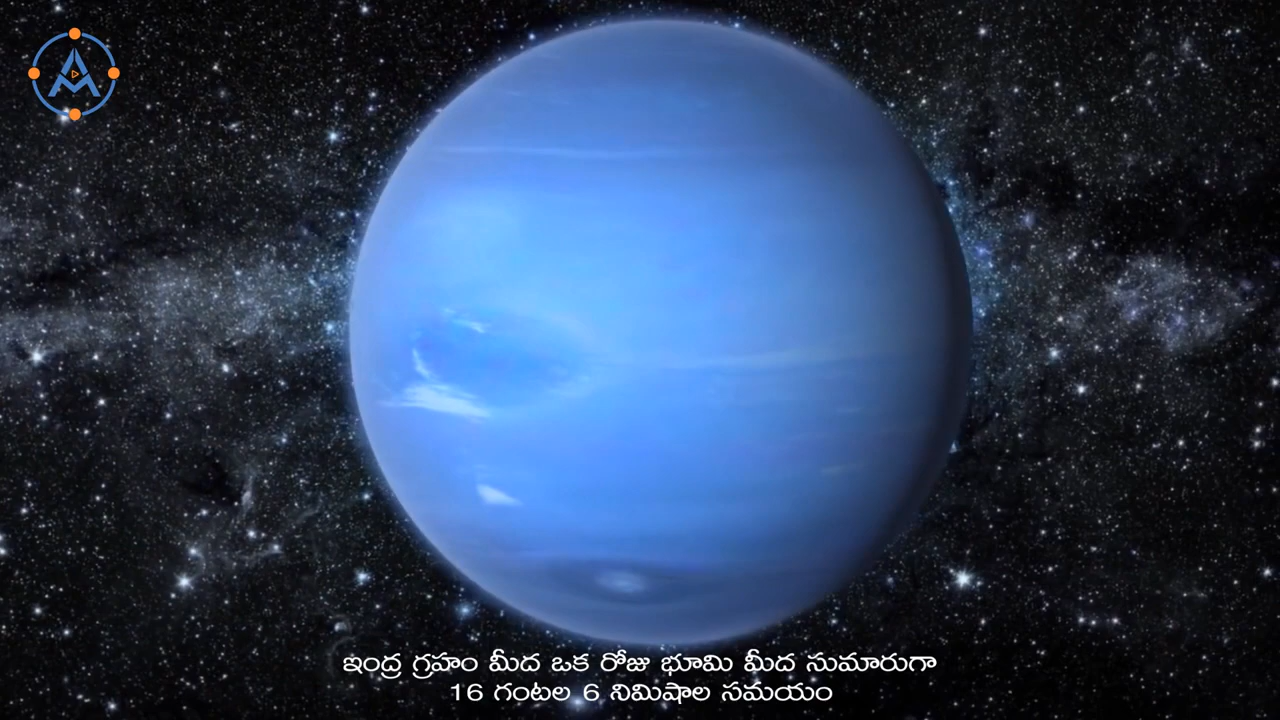 ఇంద్ర గ్రహం మీద ఒక రోజు భూమి మీద సుమారుగా
16 గంటల 6 నిమిషాల సమయం